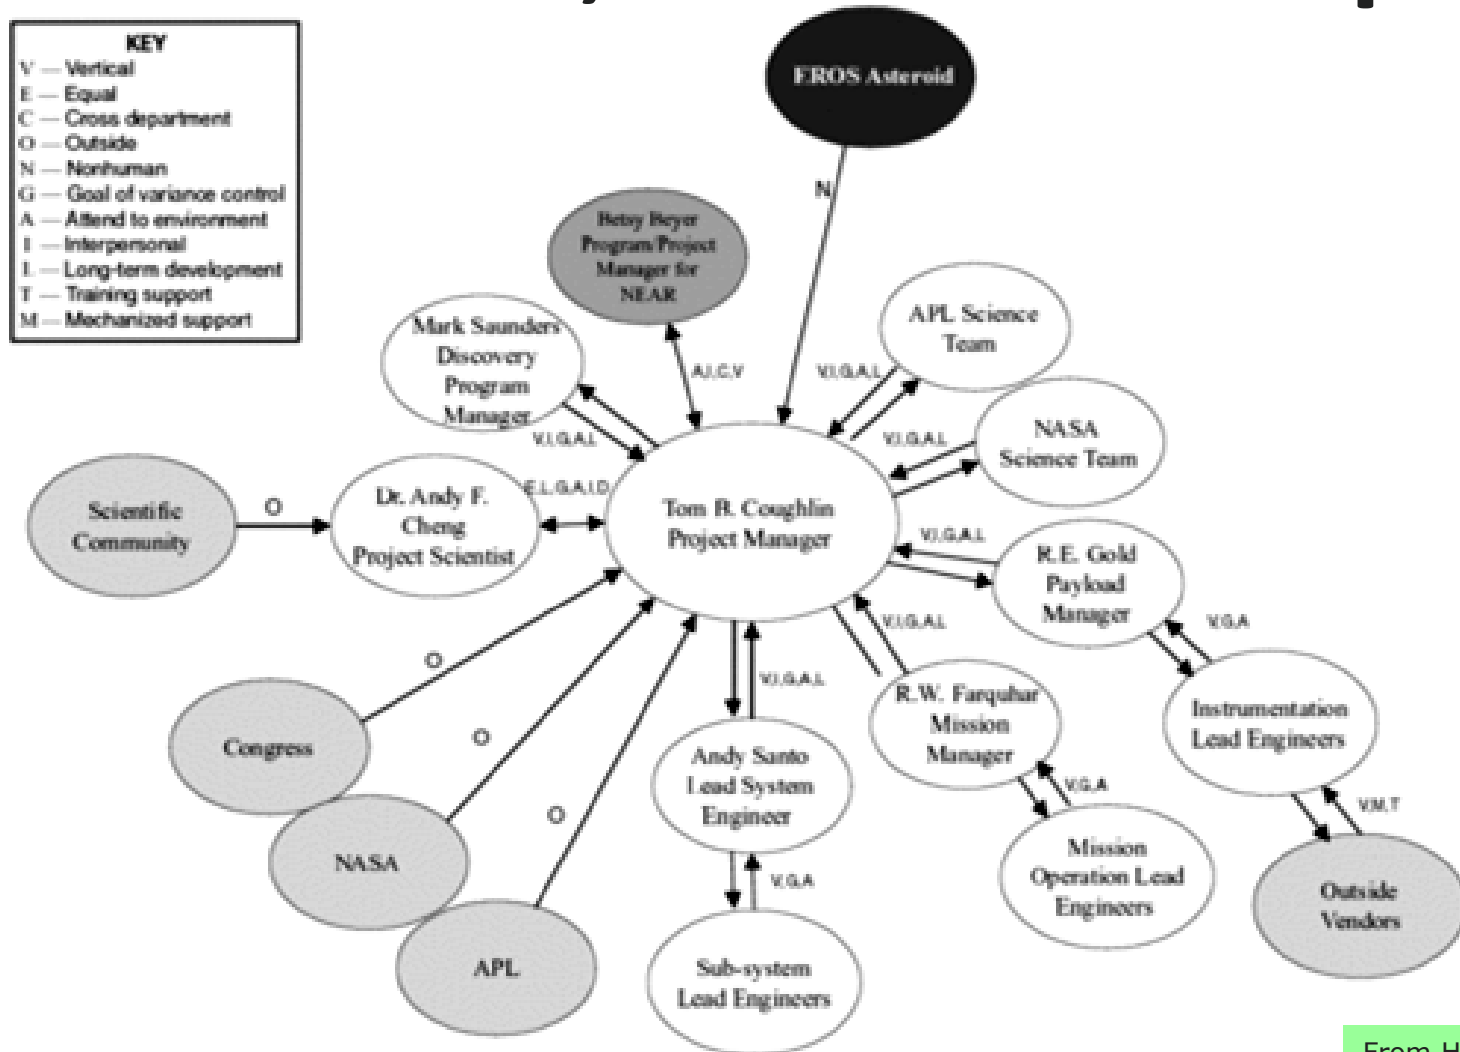 KEY
V — Vertical
E — Equal
C — Cross department
O — Outside
N — Nonhuman
G — Goal of variance control
A — Attend to environment
I — Interpersonal
L — Long-term development
T — Training support
M — Mechanized support
EROS Asteroid
N
Betsy Beyer
Program/Project
Manager for
NEAR
A,I,C,V
Mark Saunders
Discovery
Program
Manager
V,I,G,A,L
APL Science
Team
V,I,G,A,L
NASA
Science Team
V,I,G,A,L
Scientific
Community
O
Dr. Andy F.
Cheng
Project Scientist
E,L,G,A,I,D
Tom B. Coughlin
Project Manager
V,I,G,A,L
R.E. Gold
Payload
Manager
V,G,A
Instrumentation
Lead Engineers
V,M,T
Outside
Vendors
V,I,G,A,L
R.W. Farquhar
Mission
Manager
V,G,A
Mission
Operation Lead
Engineers
V,I,G,A,L
Andy Santo
Lead System
Engineer
V,G,A
Sub-system
Lead Engineers
O
Congress
O
NASA
O
APL
From H